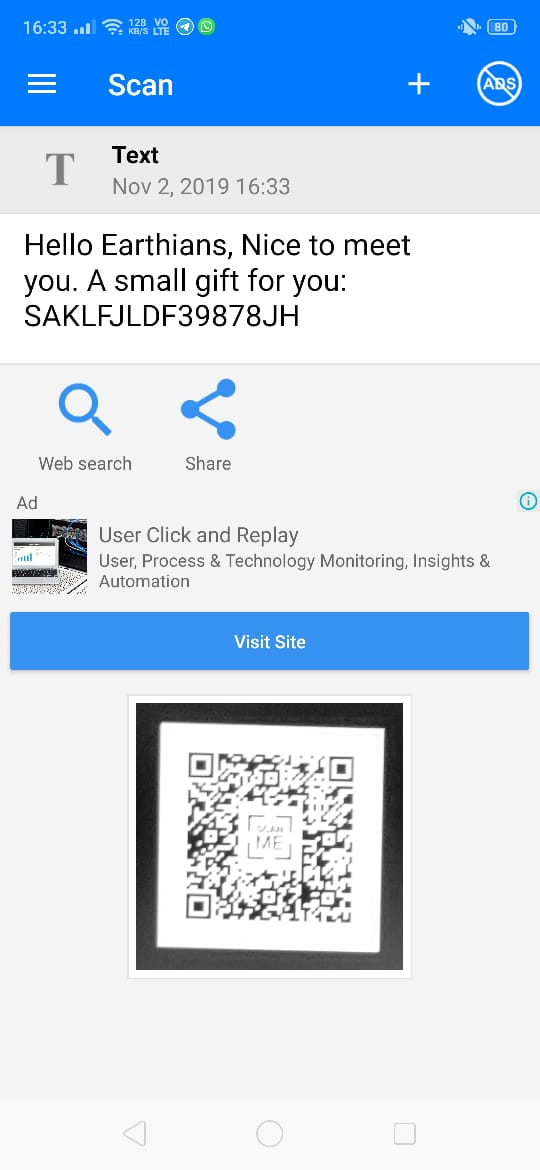 16:33 128 KB/S VO LTE 80
Scan
ADS
Text
Nov 2, 2019 16:33
Hello Earthians, Nice to meet
you. A small gift for you:
SAKLFJLDF39878JH
Web search Share
Ad
User Click and Replay
User, Process & Technology Monitoring, Insights &
Automation
Visit Site
SCAN
ME